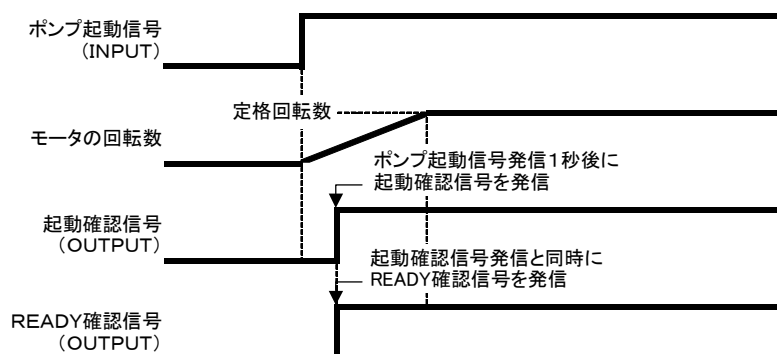 ポンプ起動信号
(INPUT)
定格回転数
モータの回転数
ポンプ起動信号発信1秒後に
起動確認信号を発信
起動確認信号
(OUTPUT)
起動確認信号発信と同時に
READY確認信号を発信
READY確認信号
(OUTPUT)